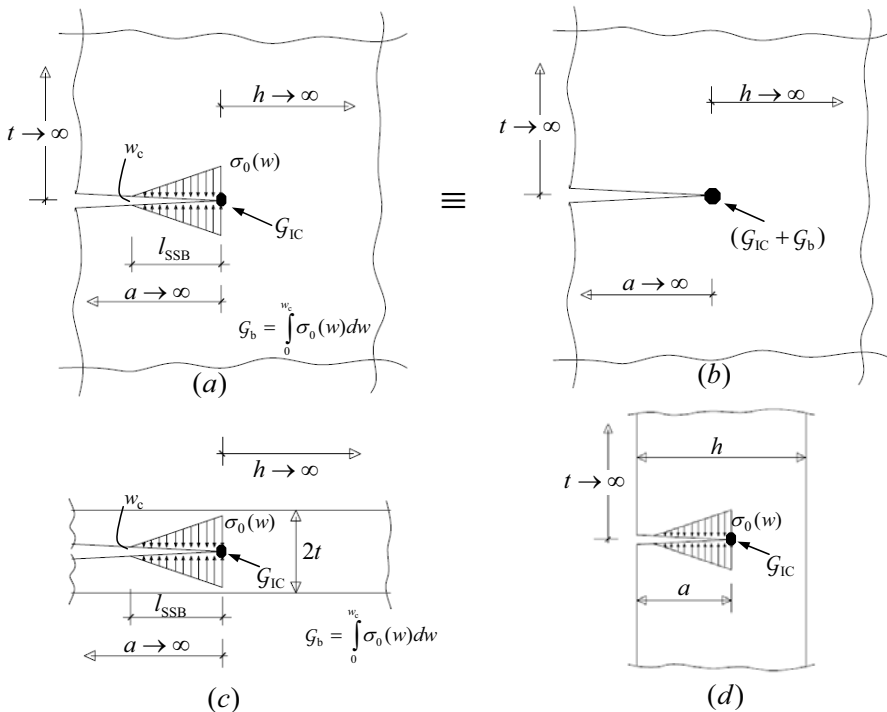 h → ∞
t → ∞
w_c
σ_0(w)
𝒢_IC
l_SSB
a → ∞
𝒢_b = ∫_0^{w_c} σ_0(w)dw
(a)
≡
h → ∞
t → ∞
(𝒢_IC + 𝒢_b)
a → ∞
(b)
h → ∞
w_c
σ_0(w)
2t
𝒢_IC
l_SSB
a → ∞
𝒢_b = ∫_0^{w_c} σ_0(w)dw
(c)
h
t → ∞
σ_0(w)
𝒢_IC
a
(d)